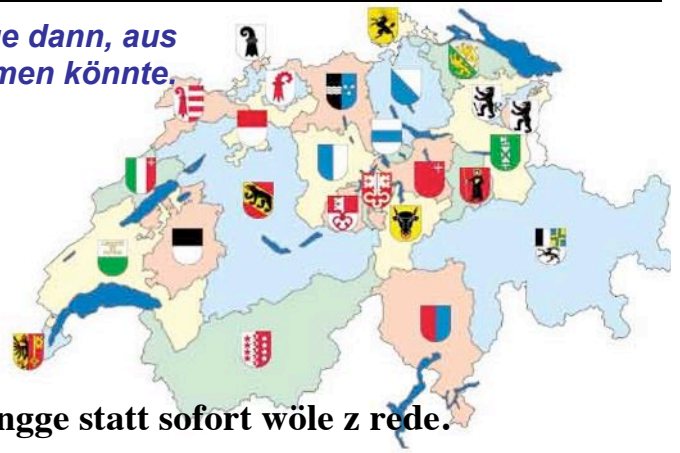 e dann, aus
men könnte.
ngge statt sofort wöle z rede.